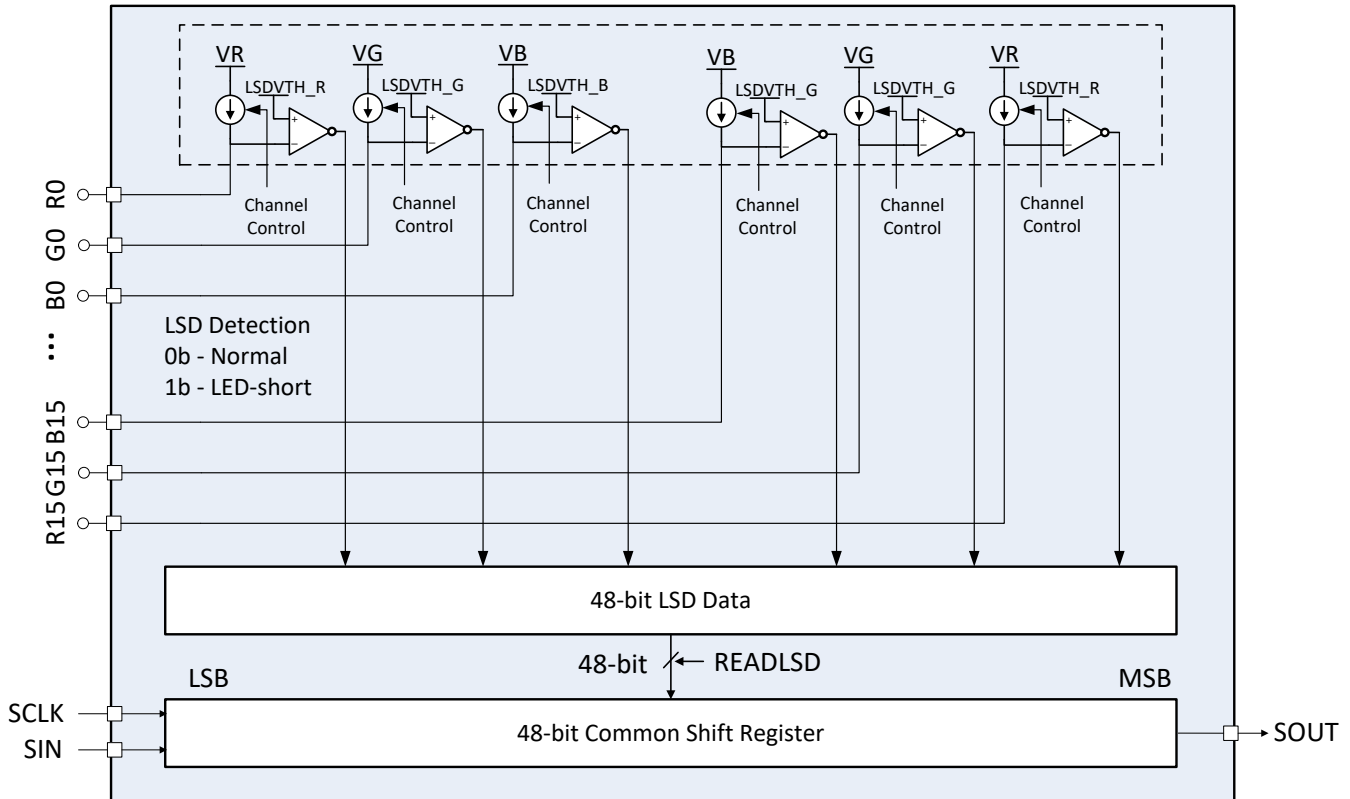 VR
VG
VB
VB
VG
VR
LSDVTH_R
LSDVTH_G
LSDVTH_B
LSDVTH_G
LSDVTH_G
LSDVTH_R
+
+
+
+
+
+
−
−
−
−
−
−
Channel
Control
Channel
Control
Channel
Control
Channel
Control
Channel
Control
Channel
Control
R0
G0
B0
...
LSD Detection
0b - Normal
1b - LED-short
B15
G15
R15
48-bit LSD Data
48-bit
READLSD
LSB
MSB
SCLK
SIN
48-bit Common Shift Register
SOUT